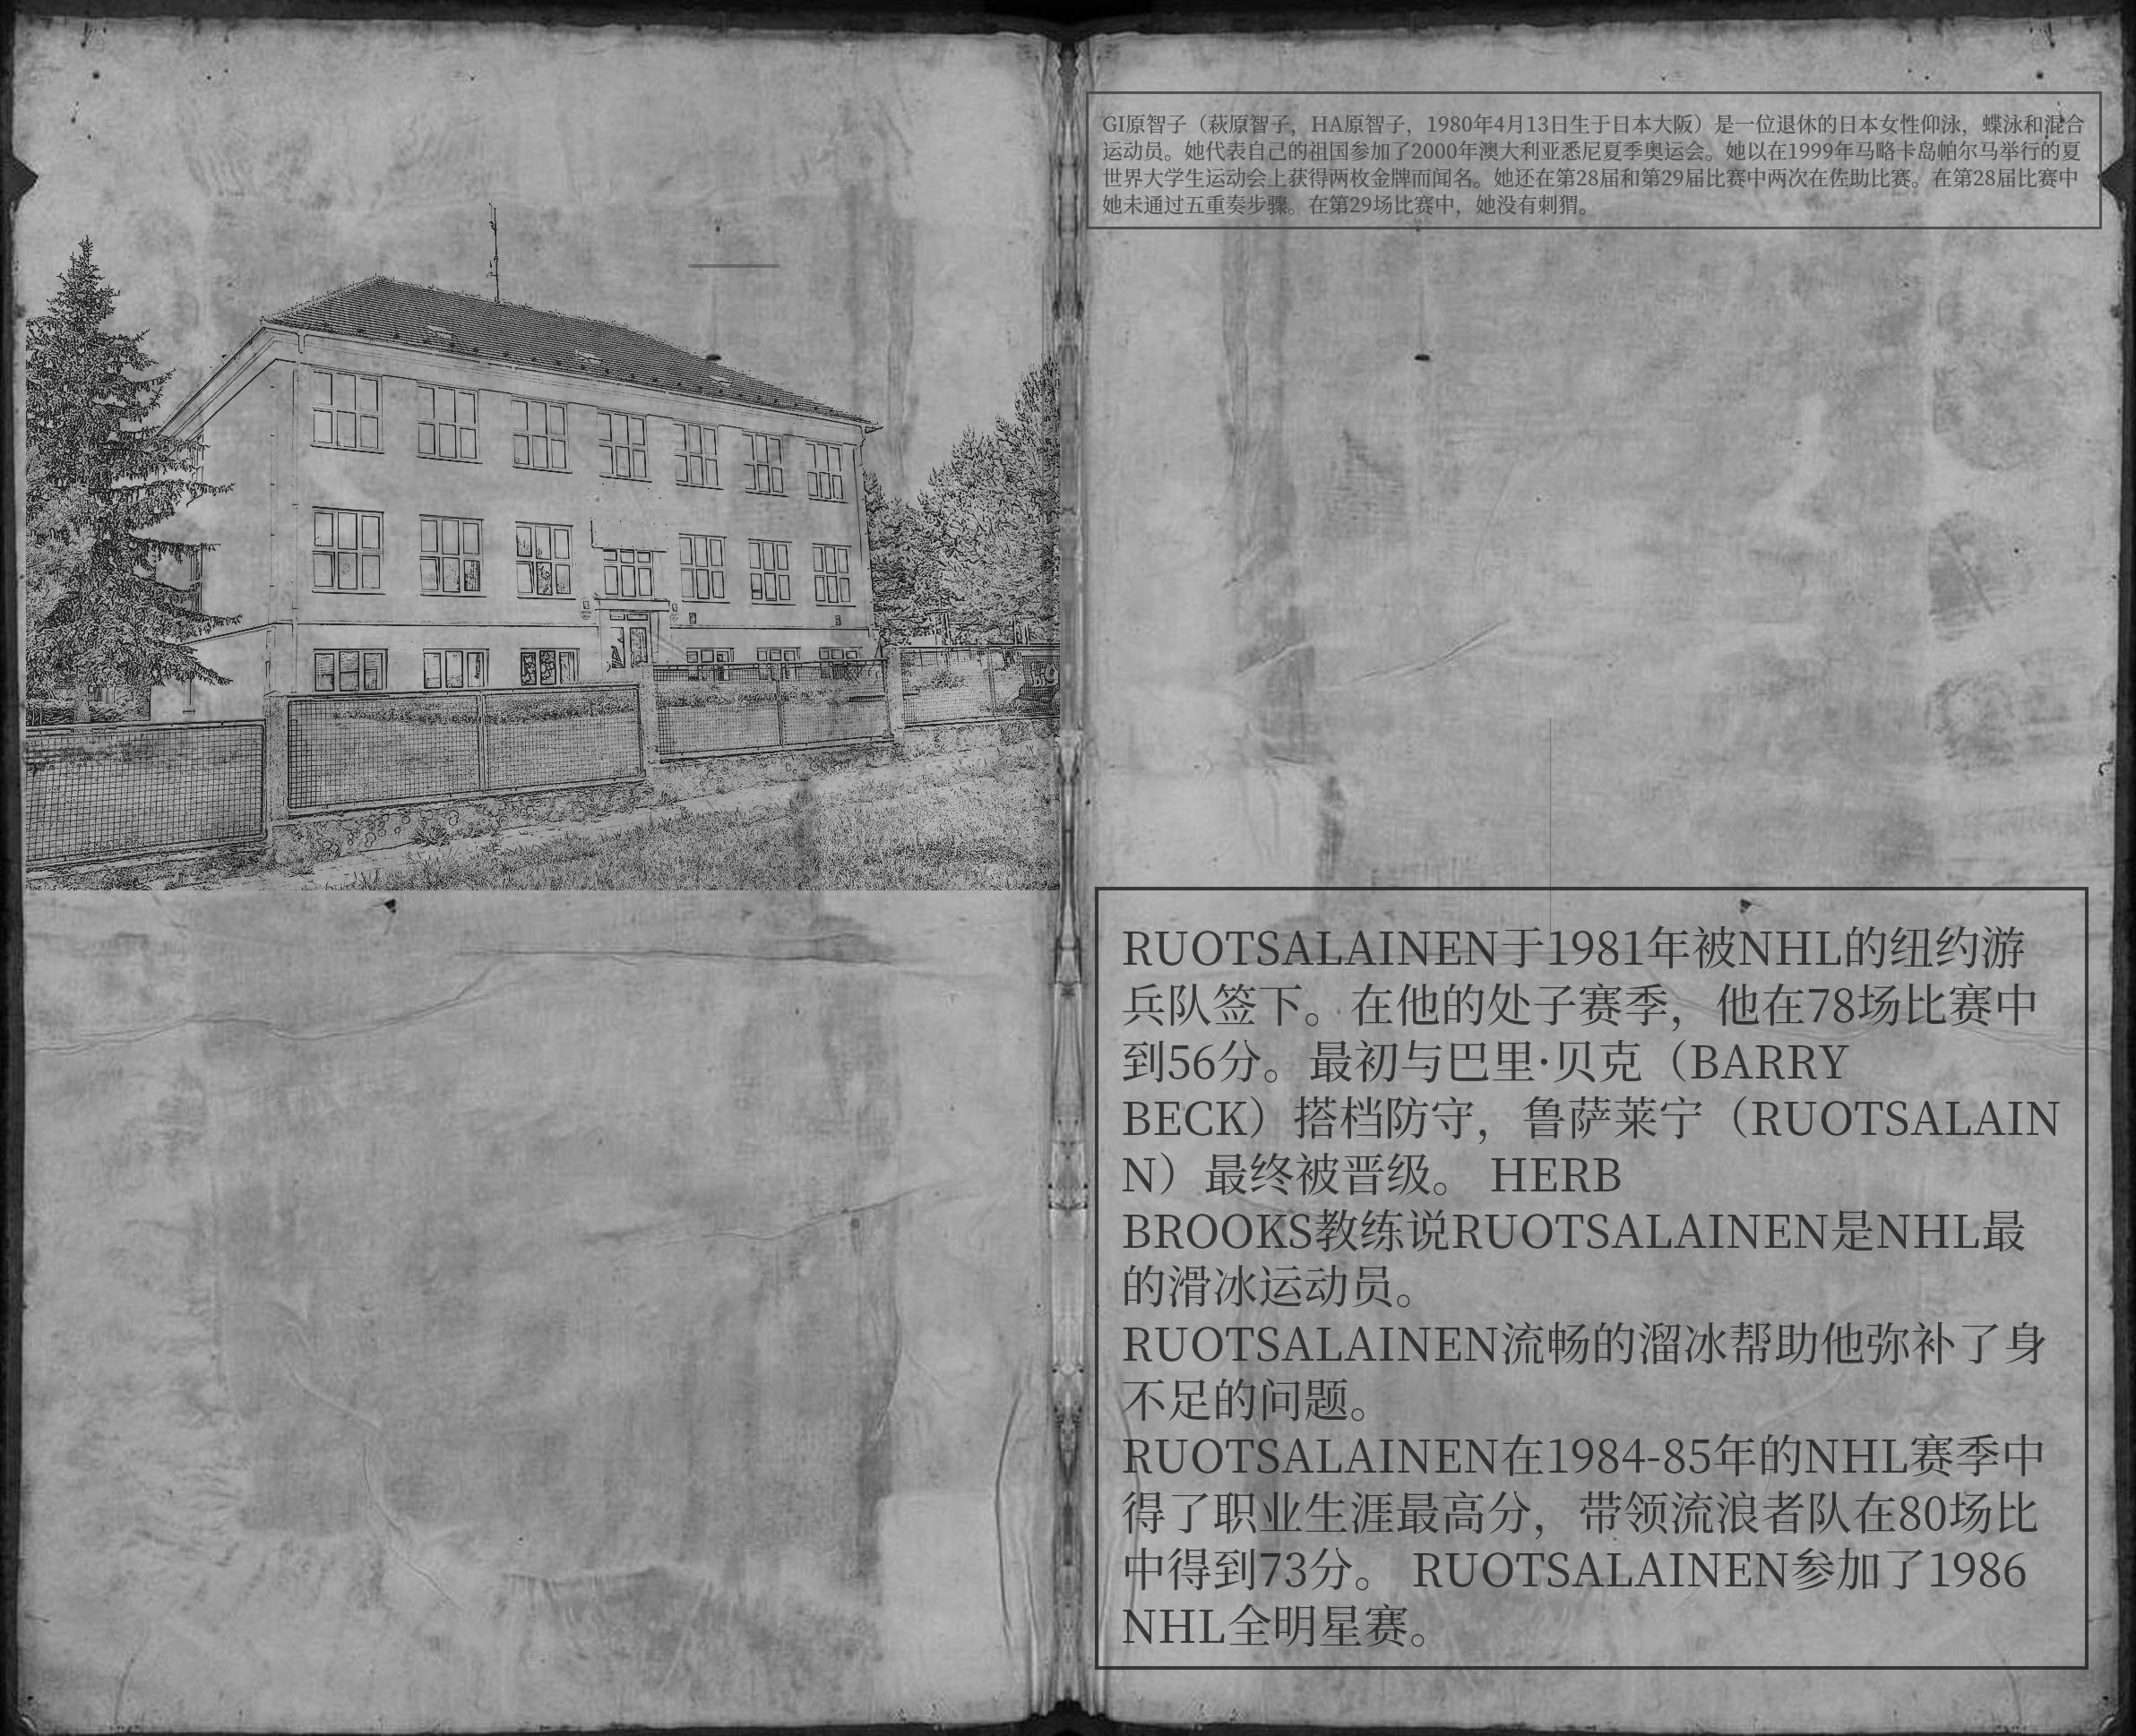 GI原智子（萩原智子，HA原智子，1980年4月13日生于日本大阪）是一位退休的日本女性仰泳，蝶泳和混合
运动员。她代表自己的祖国参加了2000年澳大利亚悉尼夏季奥运会。她以在1999年马略卡岛帕尔马举行的夏
世界大学生运动会上获得两枚金牌而闻名。她还在第28届和第29届比赛中两次在佐助比赛。在第28届比赛中
她未通过五重奏步骤。在第29场比赛中，她没有刺猬。
RUOTSALAINEN于1981年被NHL的纽约游
兵队签下。在他的处子赛季，他在78场比赛中
到56分。最初与巴里·贝克（BARRY
BECK）搭档防守，鲁萨莱宁（RUOTSALAIN
N）最终被晋级。 HERB
BROOKS教练说RUOTSALAINEN是NHL最
的滑冰运动员。
RUOTSALAINEN流畅的溜冰帮助他弥补了身
不足的问题。
RUOTSALAINEN在1984-85年的NHL赛季中
得了职业生涯最高分，带领流浪者队在80场比
中得到73分。 RUOTSALAINEN参加了1986
NHL全明星赛。